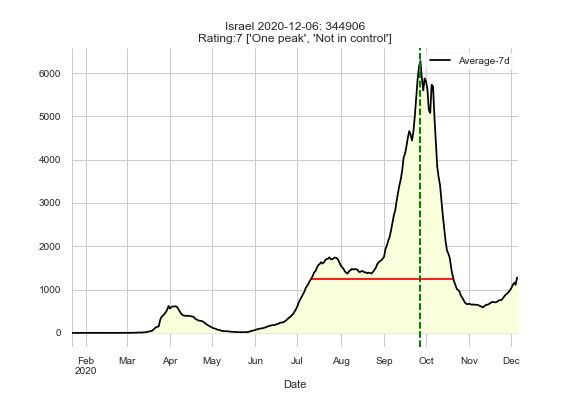 Israel 2020-12-06: 344906
Rating:7 ['One peak', 'Not in control']
Average-7d
6000
5000
4000
3000
2000
1000
0
Feb Mar Apr May Jun Jul Aug Sep Oct Nov Dec
2020
Date